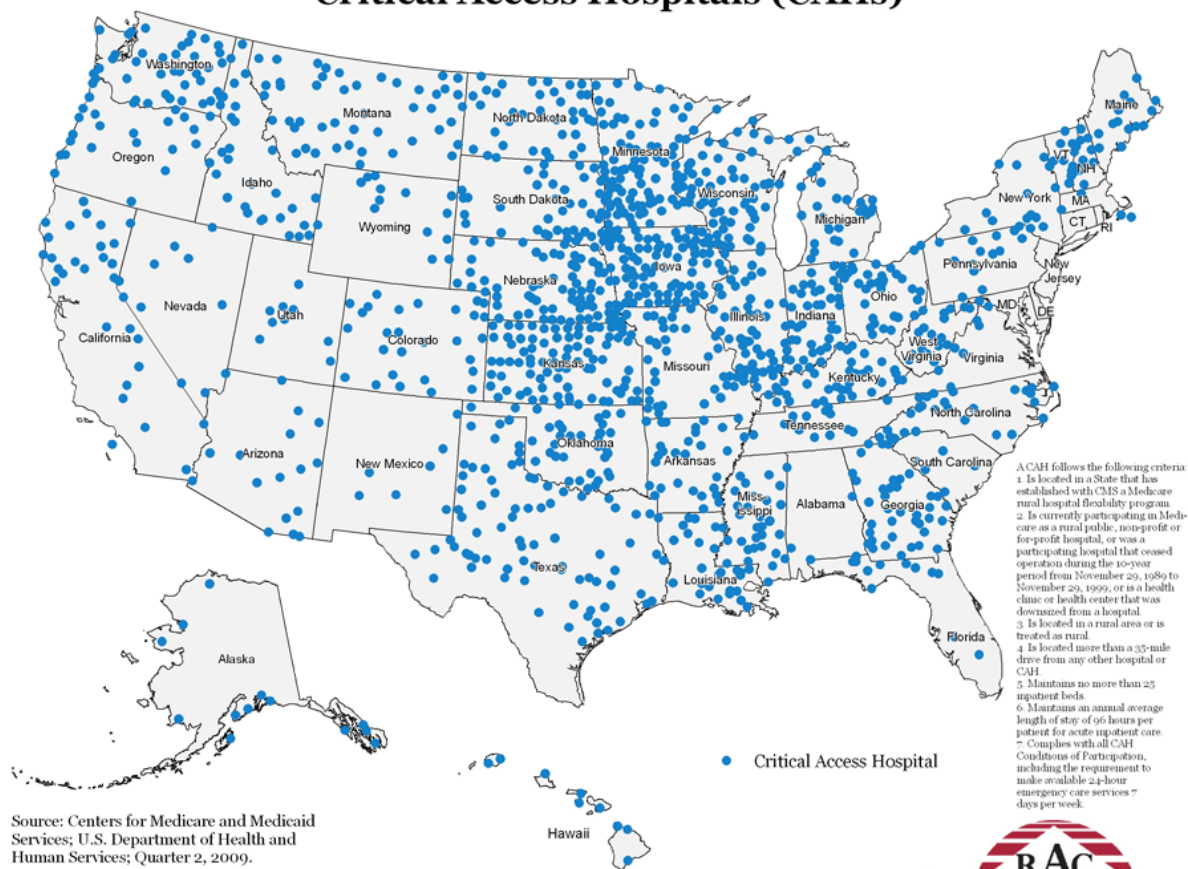 Critical Access Hospitals (CAHs)
Washington
Montana
North Dakota
Minnesota
Maine
Oregon
Idaho
South Dakota
Wisconsin
VT
NH
New York
MA
CT
RI
Wyoming
Michigan
Iowa
Nebraska
Pennsylvania
New
Jersey
Nevada
Utah
Colorado
California
Illinois
Indiana
Ohio
MD
DE
West
Virginia
Virginia
Kansas
Missouri
Kentucky
North Carolina
Tennessee
Arizona
New Mexico
Oklahoma
Arkansas
South Carolina
Miss-
issippi
Alabama
Georgia
Texas
Louisiana
Florida
Alaska
Hawaii
A CAH follows the following criteria:
1. Is located in a State that has
established with CMS a Medicare
rural hospital flexibility program.
2. Is currently participating in Medi-
care as a rural public, non-profit or
for-profit hospital, or was a
participating hospital that ceased
operation during the 10-year
period from November 29, 1989 to
November 29, 1999, or is a health
clinic or health center that was
downsized from a hospital.
3. Is located in a rural area or is
treated as rural.
4. Is located more than a 35-mile
drive from any other hospital or
CAH.
5. Maintains no more than 25
inpatient beds.
6. Maintains an annual average
length of stay of 96 hours per
patient for acute inpatient care.
7. Complies with all CAH
Conditions of Participation,
including the requirement to
make available 24-hour
emergency care services 7
days per week.
Critical Access Hospital
Source: Centers for Medicare and Medicaid
Services; U.S. Department of Health and
Human Services; Quarter 2, 2009.
RAC